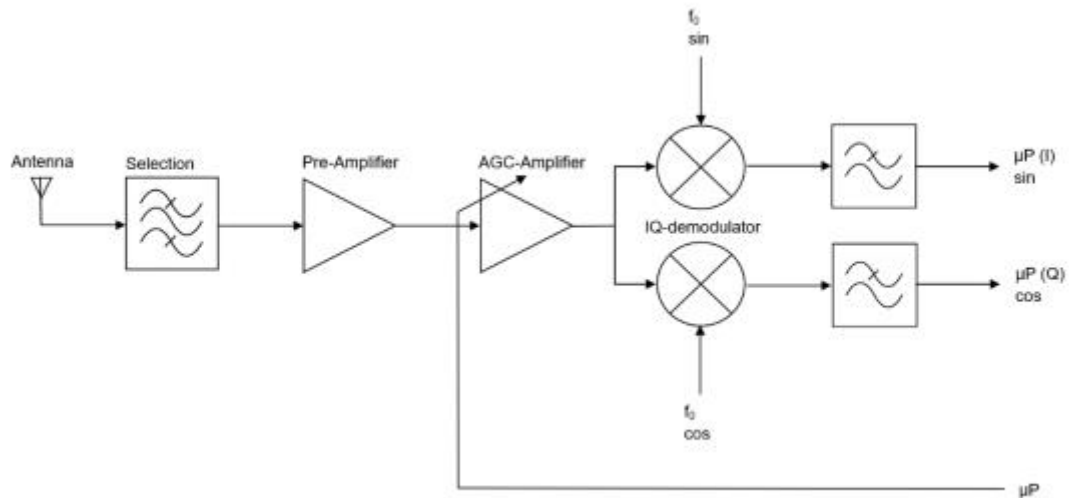 f₀
sin
Antenna
Selection
Pre-Amplifier
AGC-Amplifier
µP (I)
sin
IQ-demodulator
µP (Q)
cos
f₀
cos
µP